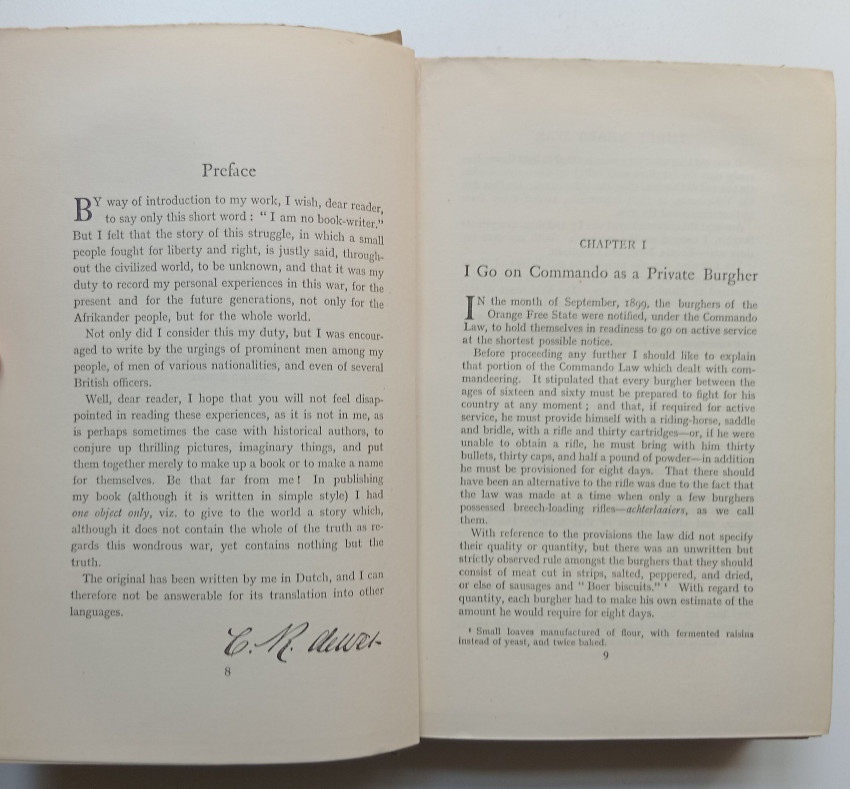 Preface
BY way of introduction to my work, I wish, dear reader,
to say only this short word : “ I am no book-writer.”
But I felt that the story of this struggle, in which a small
people fought for liberty and right, is justly said, through-
out the civilized world, to be unknown, and that it was my
duty to record my personal experiences in this war, for the
present and for the future generations, not only for the
Afrikander people, but for the whole world.
Not only did I consider this my duty, but I was encour-
aged to write by the urgings of prominent men among my
people, of men of various nationalities, and even of several
British officers.
Well, dear reader, I hope that you will not feel disap-
pointed in reading these experiences, as it is not in me, as
is perhaps sometimes the case with historical authors, to
conjure up thrilling pictures, imaginary things, and put
them together merely to make up a book or to make a name
for themselves. Be that far from me! In publishing
my book (although it is written in simple style) I had
one object only, viz. to give to the world a story which,
although it does not contain the whole of the truth as re-
gards this wondrous war, yet contains nothing but the
truth.
The original has been written by me in Dutch, and I can
therefore not be answerable for its translation into other
languages.
C. R. de Wet
8
CHAPTER I
I Go on Commando as a Private Burgher
IN the month of September, 1899, the burghers of the
Orange Free State were notified, under the Commando
Law, to hold themselves in readiness to go on active service
at the shortest possible notice.
Before proceeding any further I should like to explain
that portion of the Commando Law which dealt with com-
mandeering. It stipulated that every burgher between the
ages of sixteen and sixty must be prepared to fight for his
country at any moment ; and that, if required for active
service, he must provide himself with a riding-horse, saddle
and bridle, with a rifle and thirty cartridges—or, if he were
unable to obtain a rifle, he must bring with him thirty
bullets, thirty caps, and half a pound of powder—in addition
he must be provisioned for eight days. That there should
have been an alternative to the rifle was due to the fact that
the law was made at a time when only a few burghers
possessed breech-loading rifles—achterlaaiers, as we call
them.
With reference to the provisions the law did not specify
their quality or quantity, but there was an unwritten but
strictly observed rule amongst the burghers that they should
consist of meat cut in strips, salted, peppered, and dried,
or else of sausages and “ Boer biscuits.” ¹ With regard to
quantity, each burgher had to make his own estimate of the
amount he would require for eight days.
¹ Small loaves manufactured of flour, with fermented raisins
instead of yeast, and twice baked.
9